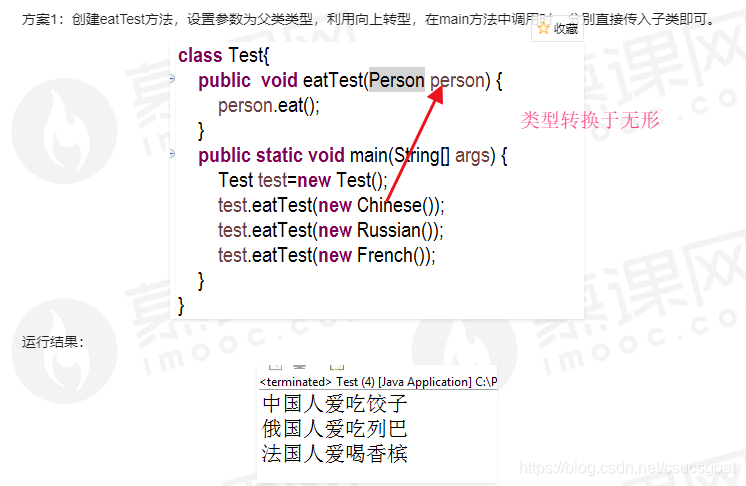 方案1：创建eatTest方法，设置参数为父类类型，利用向上转型，在main方法中调用时，分别直接传入子类即可。
收藏
class Test{
public void eatTest(Person person) {
person.eat();
}
类型转换于无形
public static void main(String[] args) {
Test test=new Test();
test.eatTest(new Chinese());
test.eatTest(new Russian());
test.eatTest(new French());
}
}
慕课网
imooc.com
运行结果：
<terminated> Test (4) [Java Application] C:\P
中国人爱吃饺子
俄国人爱吃列巴
法国人爱喝香槟
https://blog.csdn.net/csucsgoat